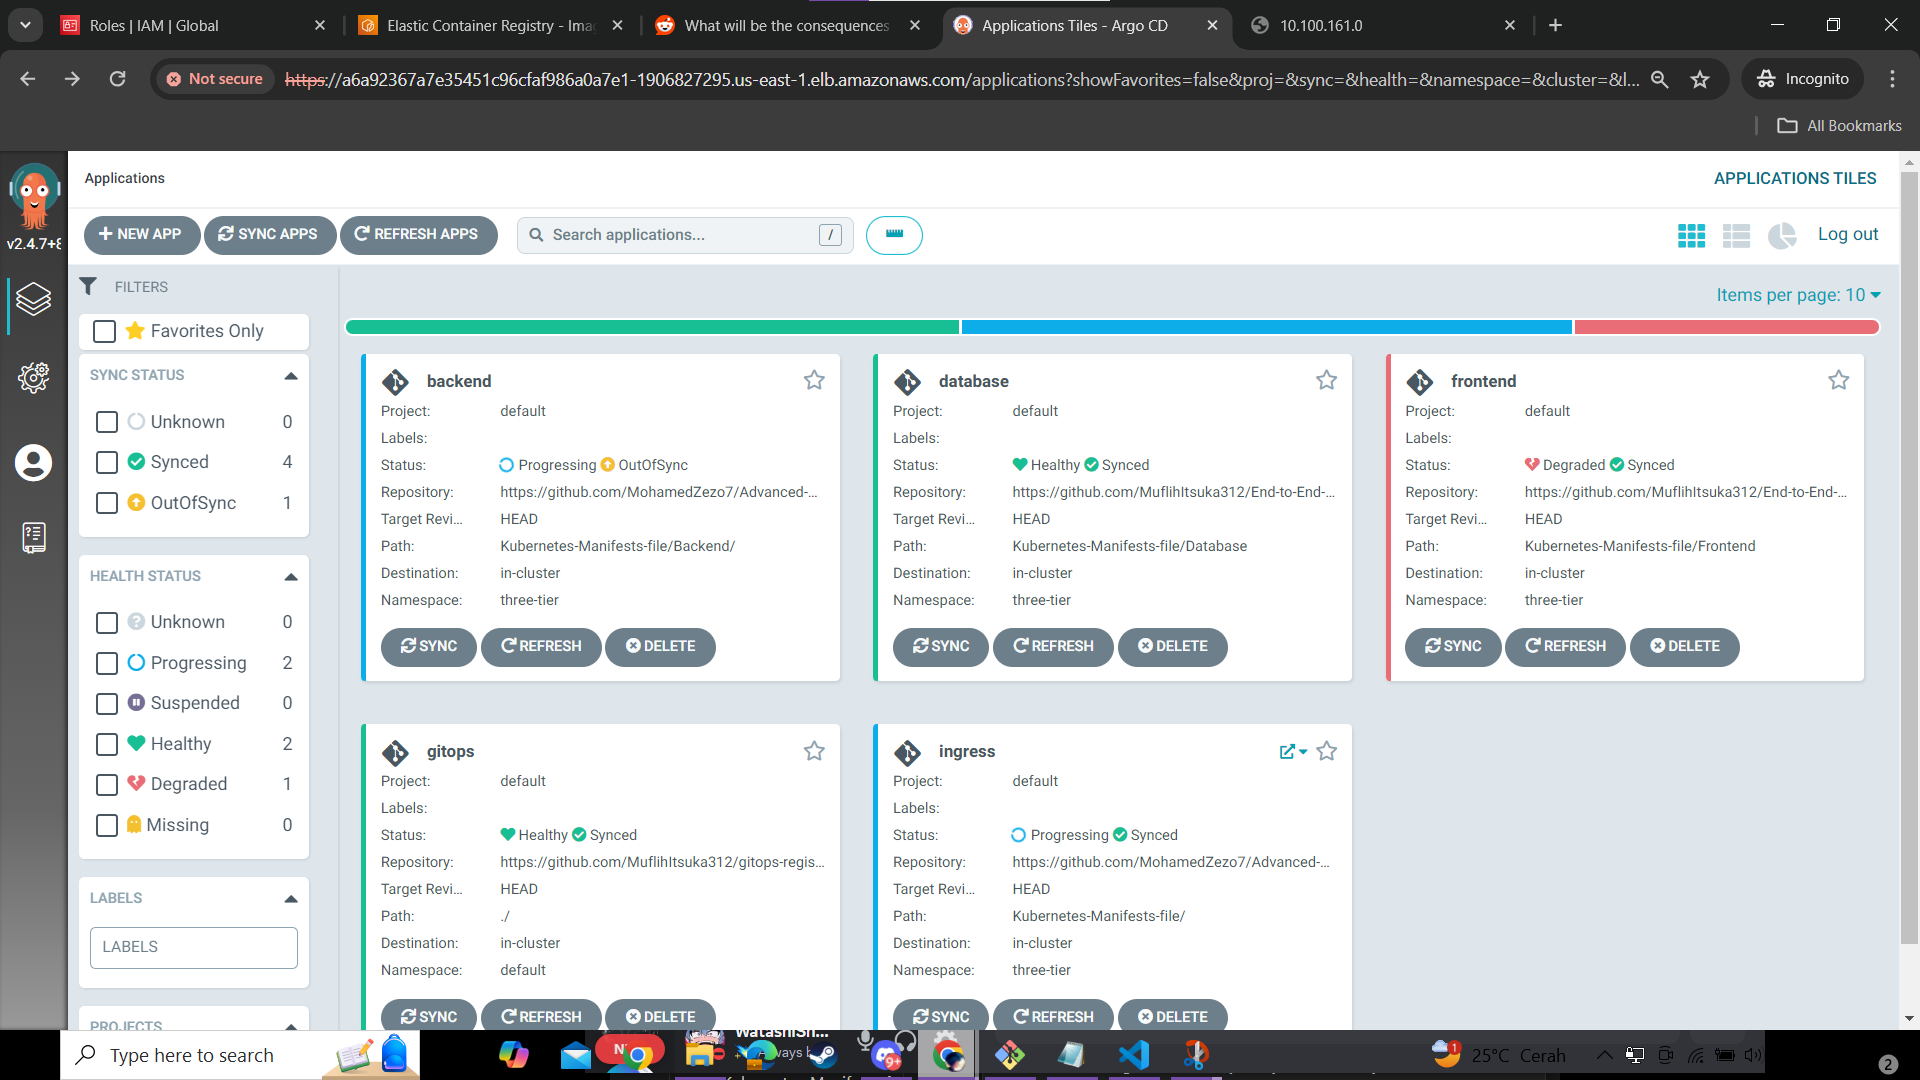 Roles | IAM | Global
Elastic Container Registry - Ima
What will be the consequences
Applications Tiles - Argo CD
10.100.161.0
Not secure
https://a6a92367a7e35451c96cfaf986a0a7e1-1906827295.us-east-1.elb.amazonaws.com/applications?showFavorites=false&proj=&sync=&health=&namespace=&cluster=&l...
Incognito
All Bookmarks
v2.4.7+8
Applications
APPLICATIONS TILES
NEW APP
SYNC APPS
REFRESH APPS
Search applications...
/
Log out
FILTERS
Favorites Only
SYNC STATUS
Unknown 0
Synced 4
OutOfSync 1
HEALTH STATUS
Unknown 0
Progressing 2
Suspended 0
Healthy 2
Degraded 1
Missing 0
LABELS
LABELS
PROJECTS
Items per page: 10
backend
Project: default
Labels:
Status: Progressing OutOfSync
Repository: https://github.com/MohamedZezo7/Advanced-...
Target Revi... HEAD
Path: Kubernetes-Manifests-file/Backend/
Destination: in-cluster
Namespace: three-tier
SYNC REFRESH DELETE
database
Project: default
Labels:
Status: Healthy Synced
Repository: https://github.com/MuflihItsuka312/End-to-End-...
Target Revi... HEAD
Path: Kubernetes-Manifests-file/Database
Destination: in-cluster
Namespace: three-tier
SYNC REFRESH DELETE
frontend
Project: default
Labels:
Status: Degraded Synced
Repository: https://github.com/MuflihItsuka312/End-to-End-...
Target Revi... HEAD
Path: Kubernetes-Manifests-file/Frontend
Destination: in-cluster
Namespace: three-tier
SYNC REFRESH DELETE
gitops
Project: default
Labels:
Status: Healthy Synced
Repository: https://github.com/MuflihItsuka312/gitops-regis...
Target Revi... HEAD
Path: ./
Destination: in-cluster
Namespace: default
SYNC REFRESH DELETE
ingress
Project: default
Labels:
Status: Progressing Synced
Repository: https://github.com/MohamedZezo7/Advanced-...
Target Revi... HEAD
Path: Kubernetes-Manifests-file/
Destination: in-cluster
Namespace: three-tier
SYNC REFRESH DELETE
Type here to search
9+
1
25°C Cerah
2